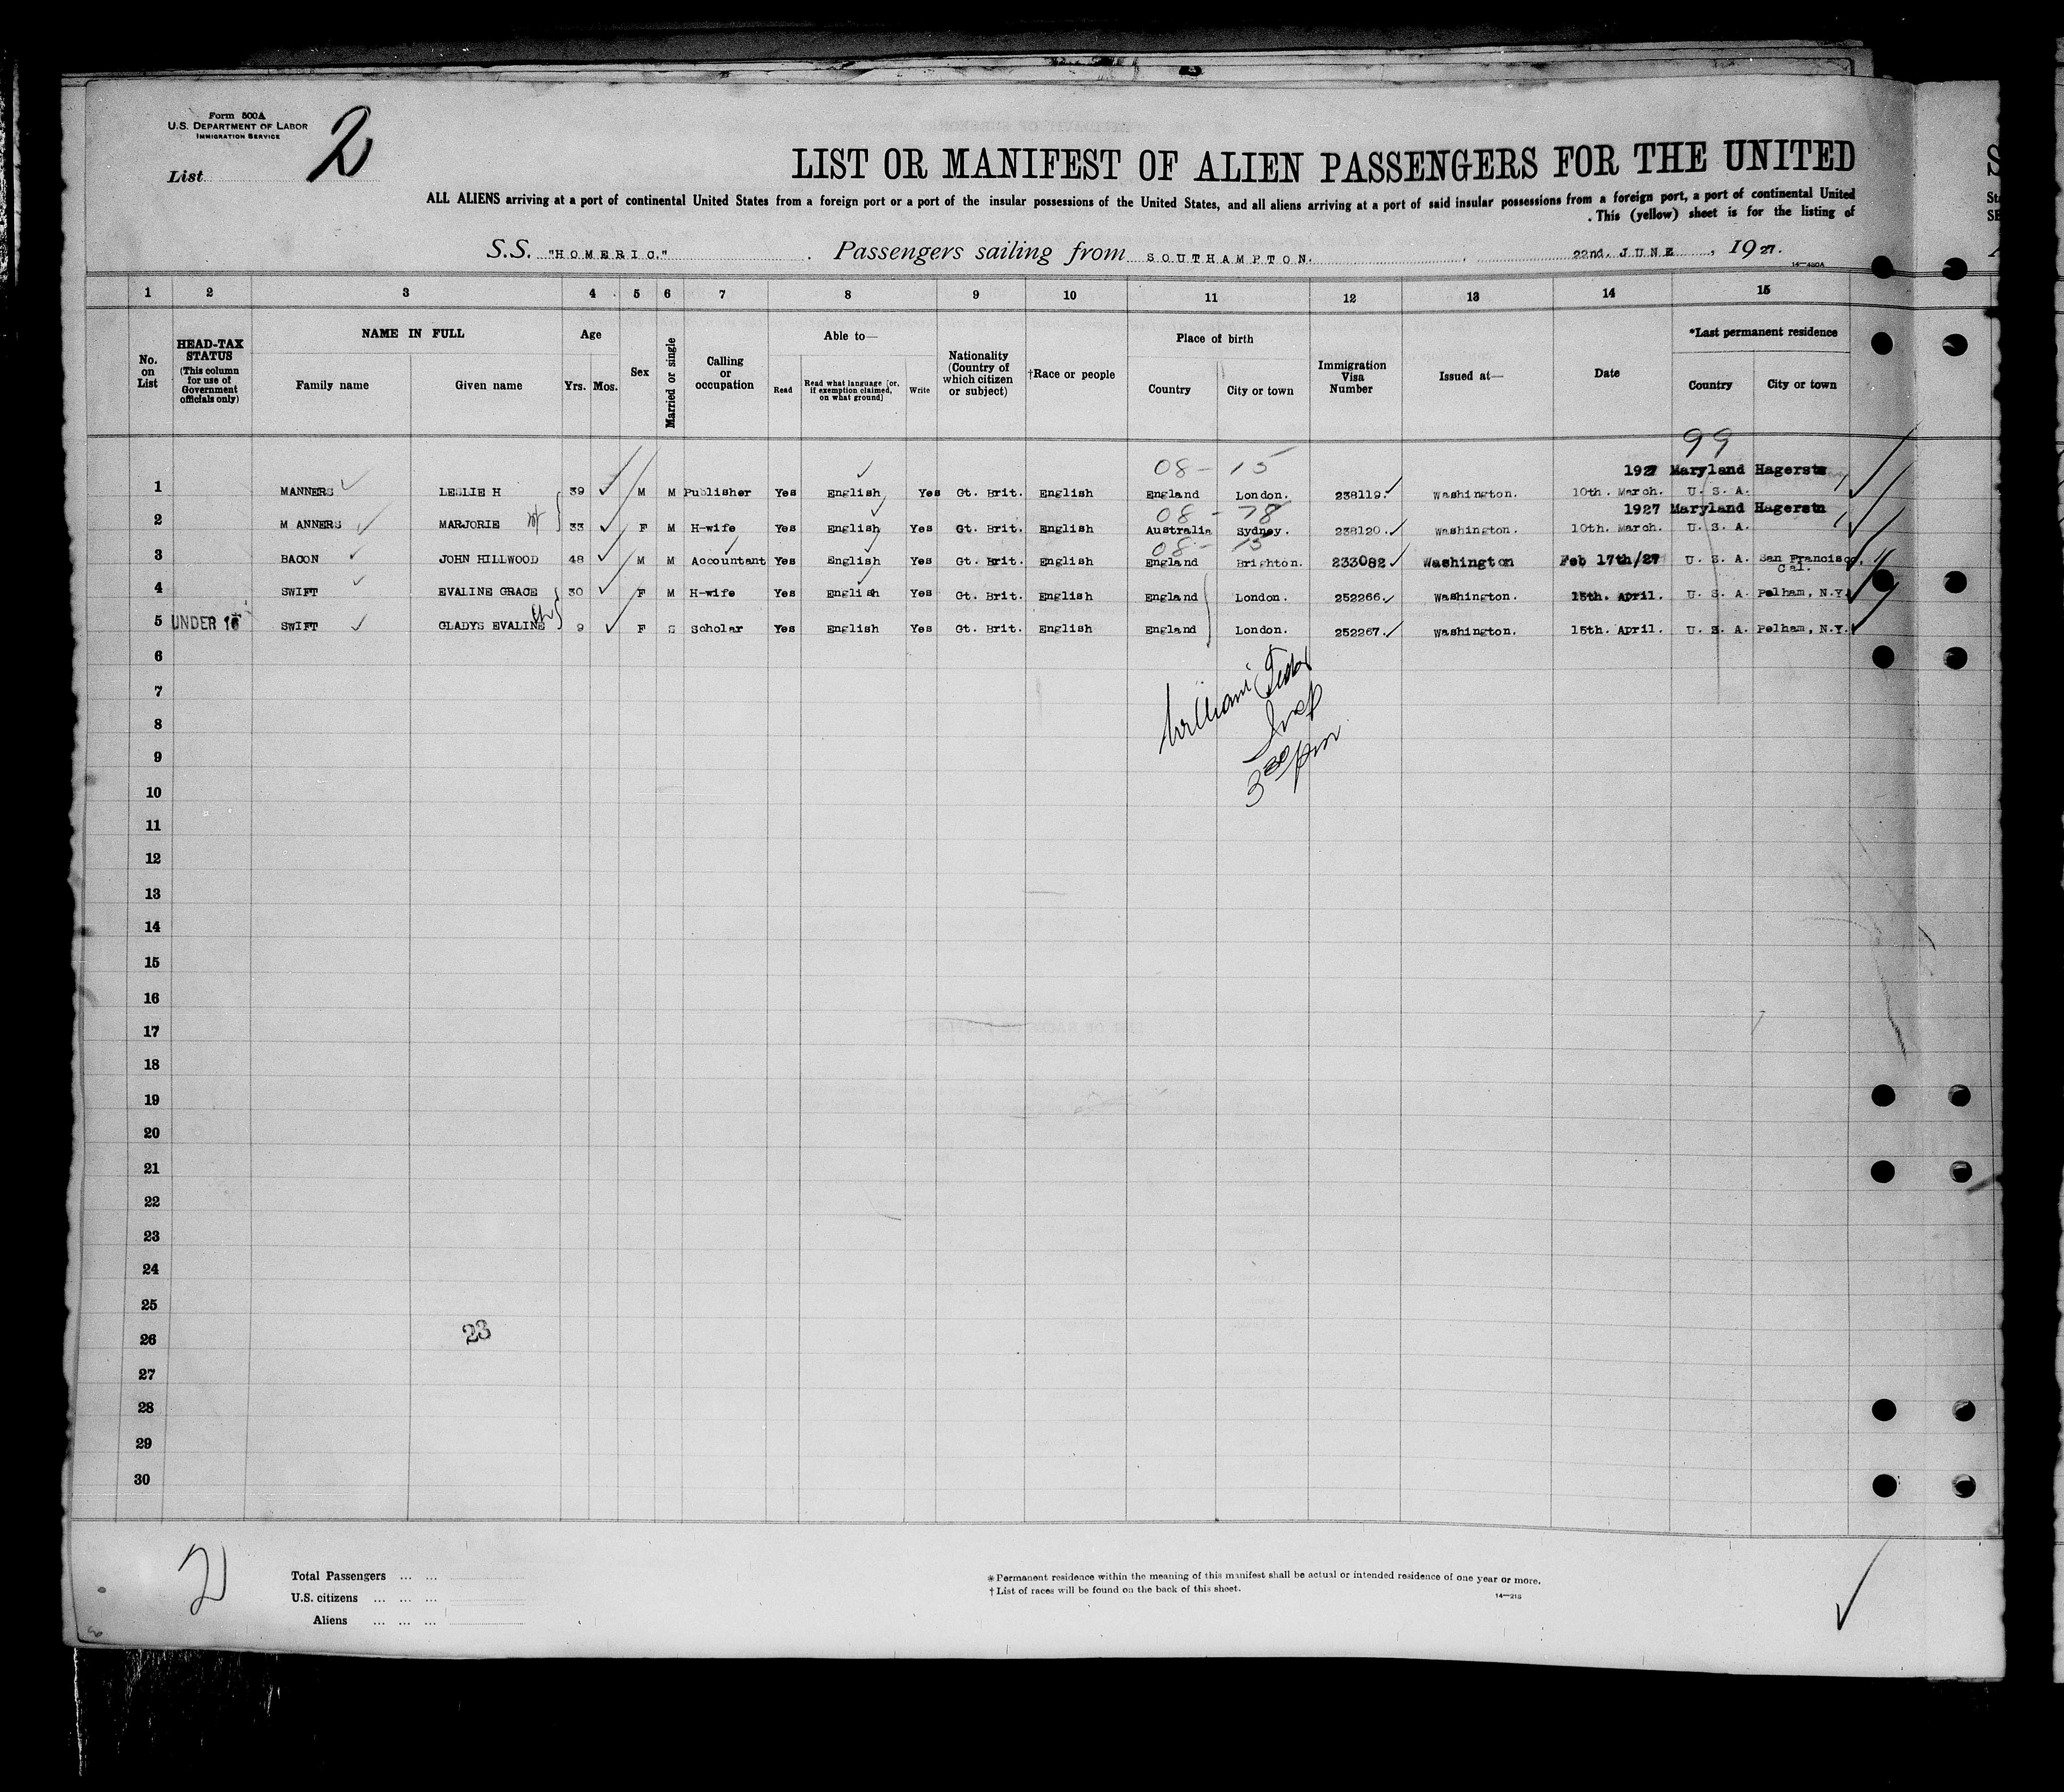 Form 500A
U.S. DEPARTMENT OF LABOR
IMMIGRATION SERVICE
List 2
LIST OR MANIFEST OF ALIEN PASSENGERS FOR THE UNITED
ALL ALIENS arriving at a port of continental United States from a foreign port or a port of the insular possessions of the United States, and all aliens arriving at a port of said insular possessions from a foreign port, a port of continental United
. This (yellow) sheet is for the listing of
S.S. "HOMERIC." Passengers sailing from SOUTHAMPTON. 22nd. JUNE, 1927.
1 2 3 4 5 6 7 8 9 10 11 12 13 14 15
No. on List
HEAD-TAX STATUS (This column for use of Government officials only)
NAME IN FULL
Family name Given name
Age
Yrs. Mos.
Sex
Married or single
Calling or occupation
Able to—
Read Read what language [or, if exemption claimed, on what ground] Write
Nationality (Country of which citizen or subject)
†Race or people
Place of birth
Country City or town
Immigration Visa Number
Issued at—
Date
*Last permanent residence
Country City or town
99
08 - 15 1927 Maryland Hagerstn
1 MANNERS LESLIE H 39 M M Publisher Yes English Yes Gt. Brit. English England London. 238119. Washington. 10th. March. U. S. A.
08 - 78 1927 Maryland Hagerstn
2 M ANNERS MARJORIE 33 F M H-wife Yes English Yes Gt. Brit. English Australia Sydney. 238120. Washington. 10th. March. U. S. A.
08 - 15
3 BACON JOHN HILLWOOD 48 M M Accountant Yes English Yes Gt. Brit. English England Brighton. 233082 Washington Feb 17th/27 U. S. A. San Francisco, Cal.
4 SWIFT EVALINE GRACE 30 F M H-wife Yes English Yes Gt. Brit. English England London. 252266. Washington. 15th. April. U. S. A. Pelham, N.Y.
5 UNDER 16 SWIFT GLADYS EVALINE 9 F S Scholar Yes English Yes Gt. Brit. English England London. 252267. Washington. 15th. April. U. S. A. Pelham, N.Y.
6
William
7
Insp
8
3 30 pm
9
10
11
12
13
14
15
16
17
18
19
20
21
22
23
24
25
26 23
27
28
29
30
2
Total Passengers ... ...
U.S. citizens ... ... ...
Aliens ... ... ...
*Permanent residence within the meaning of this manifest shall be actual or intended residence of one year or more.
†List of races will be found on the back of this sheet.